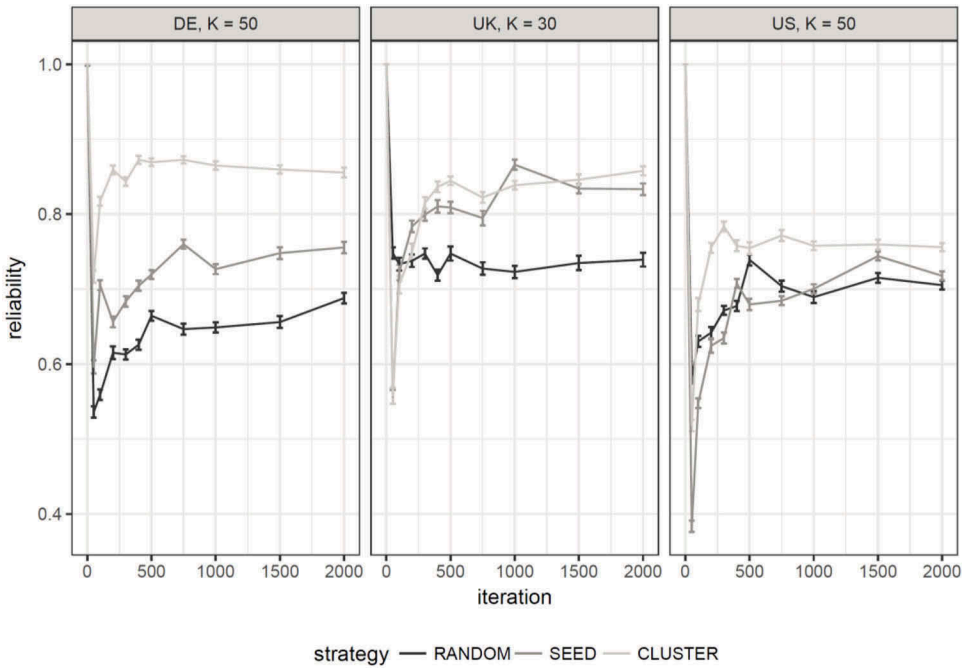 DE, K = 50
UK, K = 30
US, K = 50
reliability
1.0
0.8
0.6
0.4
0 500 1000 1500 2000
0 500 1000 1500 2000
0 500 1000 1500 2000
iteration
strategy RANDOM SEED CLUSTER